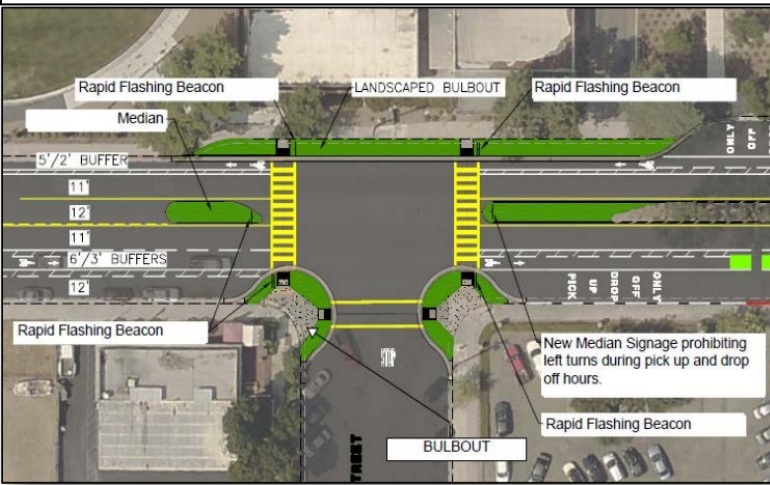 Rapid Flashing Beacon
LANDSCAPED BULBOUT
Rapid Flashing Beacon
Median
ONLY
OFF
5'/2' BUFFER
11'
12'
11'
6'/3' BUFFERS
12'
PICK
UP
DROP
OFF
ONLY
Rapid Flashing Beacon
New Median Signage prohibiting
left turns during pick up and drop
off hours.
STOP
Rapid Flashing Beacon
BULBOUT
TREET